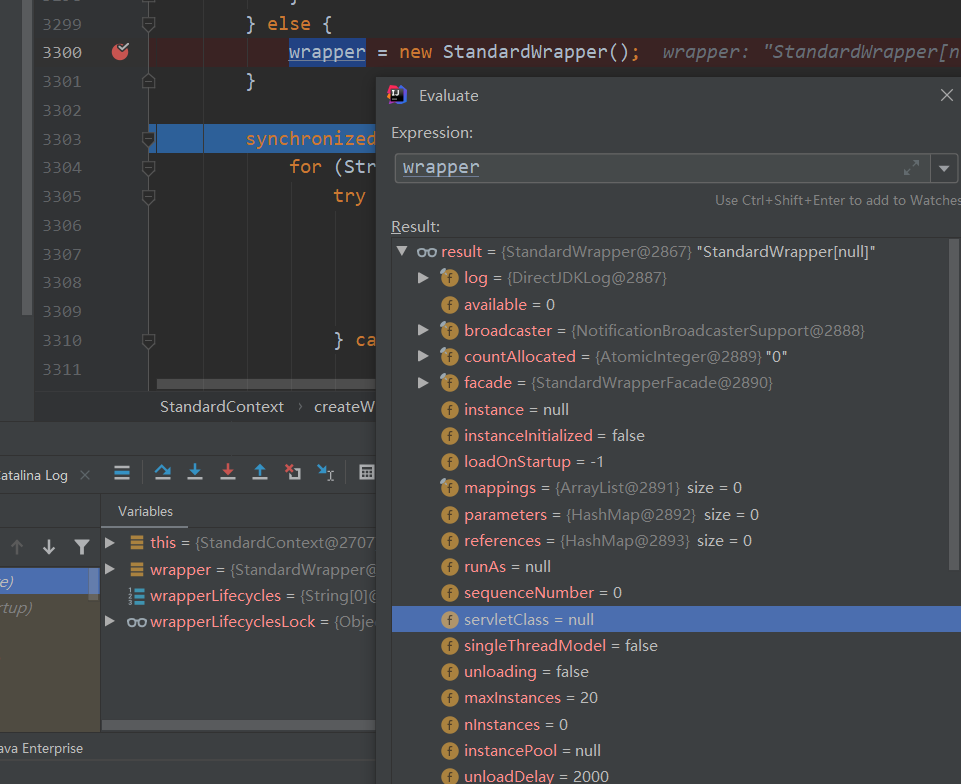 3299 } else {
3300 wrapper = new StandardWrapper(); wrapper: "StandardWrapper[n
3301 }
3302
3303 synchronized
3304 for (Str
3305 try
3306
3307
3308
3309
3310 } ca
3311
StandardContext › createW
Evaluate
Expression:
wrapper
Use Ctrl+Shift+Enter to add to Watches
Result:
result = {StandardWrapper@2867} "StandardWrapper[null]"
log = {DirectJDKLog@2887}
available = 0
broadcaster = {NotificationBroadcasterSupport@2888}
countAllocated = {AtomicInteger@2889} "0"
facade = {StandardWrapperFacade@2890}
instance = null
instanceInitialized = false
loadOnStartup = -1
mappings = {ArrayList@2891} size = 0
parameters = {HashMap@2892} size = 0
references = {HashMap@2893} size = 0
runAs = null
sequenceNumber = 0
servletClass = null
singleThreadModel = false
unloading = false
maxInstances = 20
nInstances = 0
instancePool = null
unloadDelay = 2000
atalina Log
Variables
this = {StandardContext@2707
wrapper = {StandardWrapper@
wrapperLifecycles = {String[0]@
wrapperLifecyclesLock = {Objec
e)
rtup)
ava Enterprise